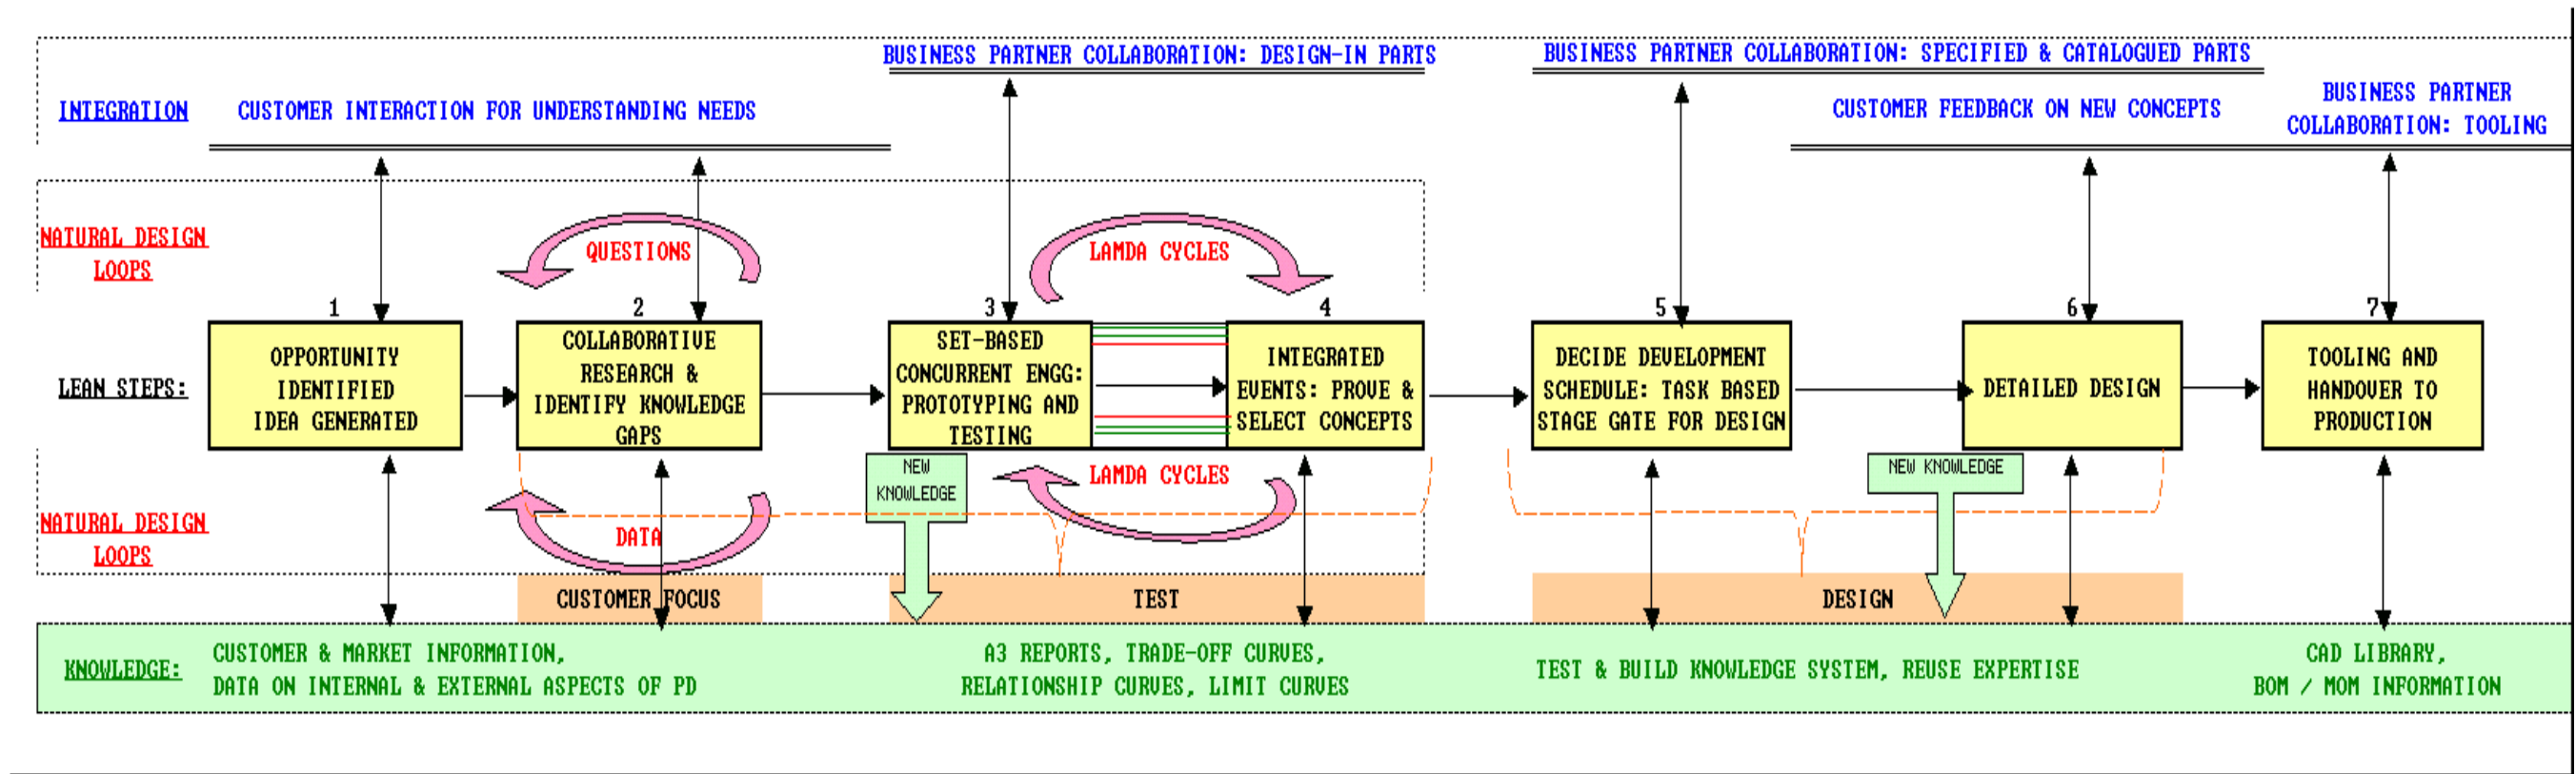 BUSINESS PARTNER COLLABORATION: DESIGN-IN PARTS
BUSINESS PARTNER COLLABORATION: SPECIFIED & CATALOGUED PARTS
INTEGRATION
CUSTOMER INTERACTION FOR UNDERSTANDING NEEDS
CUSTOMER FEEDBACK ON NEW CONCEPTS
BUSINESS PARTNER
COLLABORATION: TOOLING
NATURAL DESIGN
LOOPS
QUESTIONS
LAMDA CYCLES
LEAN STEPS:
1
OPPORTUNITY
IDENTIFIED
IDEA GENERATED
2
COLLABORATIVE
RESEARCH &
IDENTIFY KNOWLEDGE
GAPS
3
SET-BASED
CONCURRENT ENGG:
PROTOTYPING AND
TESTING
4
INTEGRATED
EVENTS: PROVE &
SELECT CONCEPTS
5
DECIDE DEVELOPMENT
SCHEDULE: TASK BASED
STAGE GATE FOR DESIGN
6
DETAILED DESIGN
7
TOOLING AND
HANDOVER TO
PRODUCTION
NATURAL DESIGN
LOOPS
DATA
NEW
KNOWLEDGE
LAMDA CYCLES
NEW KNOWLEDGE
CUSTOMER FOCUS
TEST
DESIGN
KNOWLEDGE:
CUSTOMER & MARKET INFORMATION,
DATA ON INTERNAL & EXTERNAL ASPECTS OF PD
A3 REPORTS, TRADE-OFF CURVES,
RELATIONSHIP CURVES, LIMIT CURVES
TEST & BUILD KNOWLEDGE SYSTEM, REUSE EXPERTISE
CAD LIBRARY,
BOM / MOM INFORMATION